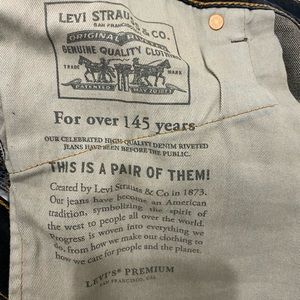 LEVI STRAUSS & CO.
SAN FRANCISCO, CAL.
ORIGINAL RIVETED
GENUINE QUALITY CLOTHING
TRADE MARK
PATENTED MAY 20 1873
For over 145 years
OUR CELEBRATED HIGH-QUALITY DENIM RIVETED
JEANS HAVE BEEN BEFORE THE PUBLIC.
THIS IS A PAIR OF THEM!
Created by Levi Strauss & Co in 1873.
Our jeans have become an American
tradition, symbolizing the spirit of
the west to people all over the world.
Progress is woven into everything we
do, from how we make our clothing to
how we care for people and the planet.
LEVI'S® PREMIUM
SAN FRANCISCO, CAL